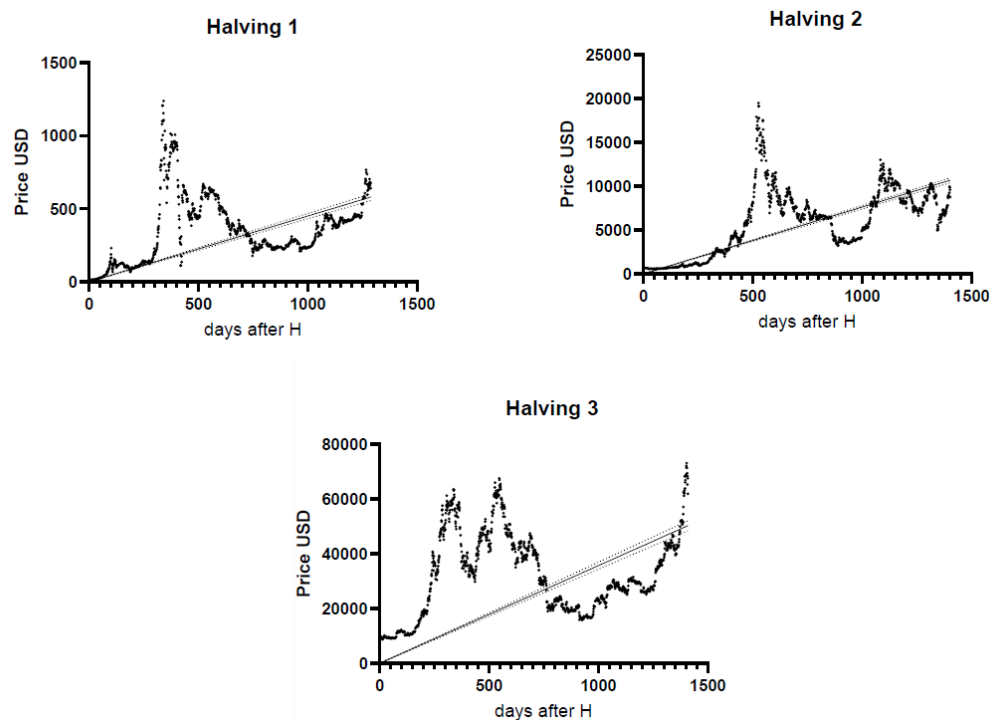 Halving 1
1500
1000
500
0
Price USD
0 500 1000 1500
days after H
Halving 2
25000
20000
15000
10000
5000
0
Price USD
0 500 1000 1500
days after H
Halving 3
80000
60000
40000
20000
0
Price USD
0 500 1000 1500
days after H